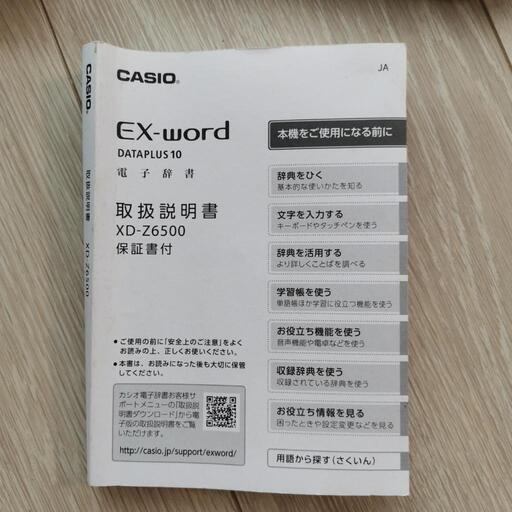 CASIO
取扱説明書
XD-Z6500
CASIO®
EX-word
DATAPLUS 10
電子辞書
取扱説明書
XD-Z6500
保証書付
●ご使用の前に「安全上のご注意」をよく
お読みの上、正しくお使いください。
●本書は、お読みになった後も大切に保管
してください。
カシオ電子辞書お客様サ
ポートメニューの「取扱説
明書ダウンロード」から電
子版の取扱説明書をご覧
いただけます。
http://casio.jp/support/exword/
JA
本機をご使用になる前に
辞典をひく
基本的な使いかたを知る
文字を入力する
キーボードやタッチペンを使う
辞典を活用する
より詳しくことばを調べる
学習帳を使う
単語帳ほか学習に役立つ機能を使う
お役立ち機能を使う
音声機能や電卓などを使う
収録辞典を使う
収録されている辞典を使う
お役立ち情報を見る
困ったときや設定変更などを見る
用語から探す(さくいん)